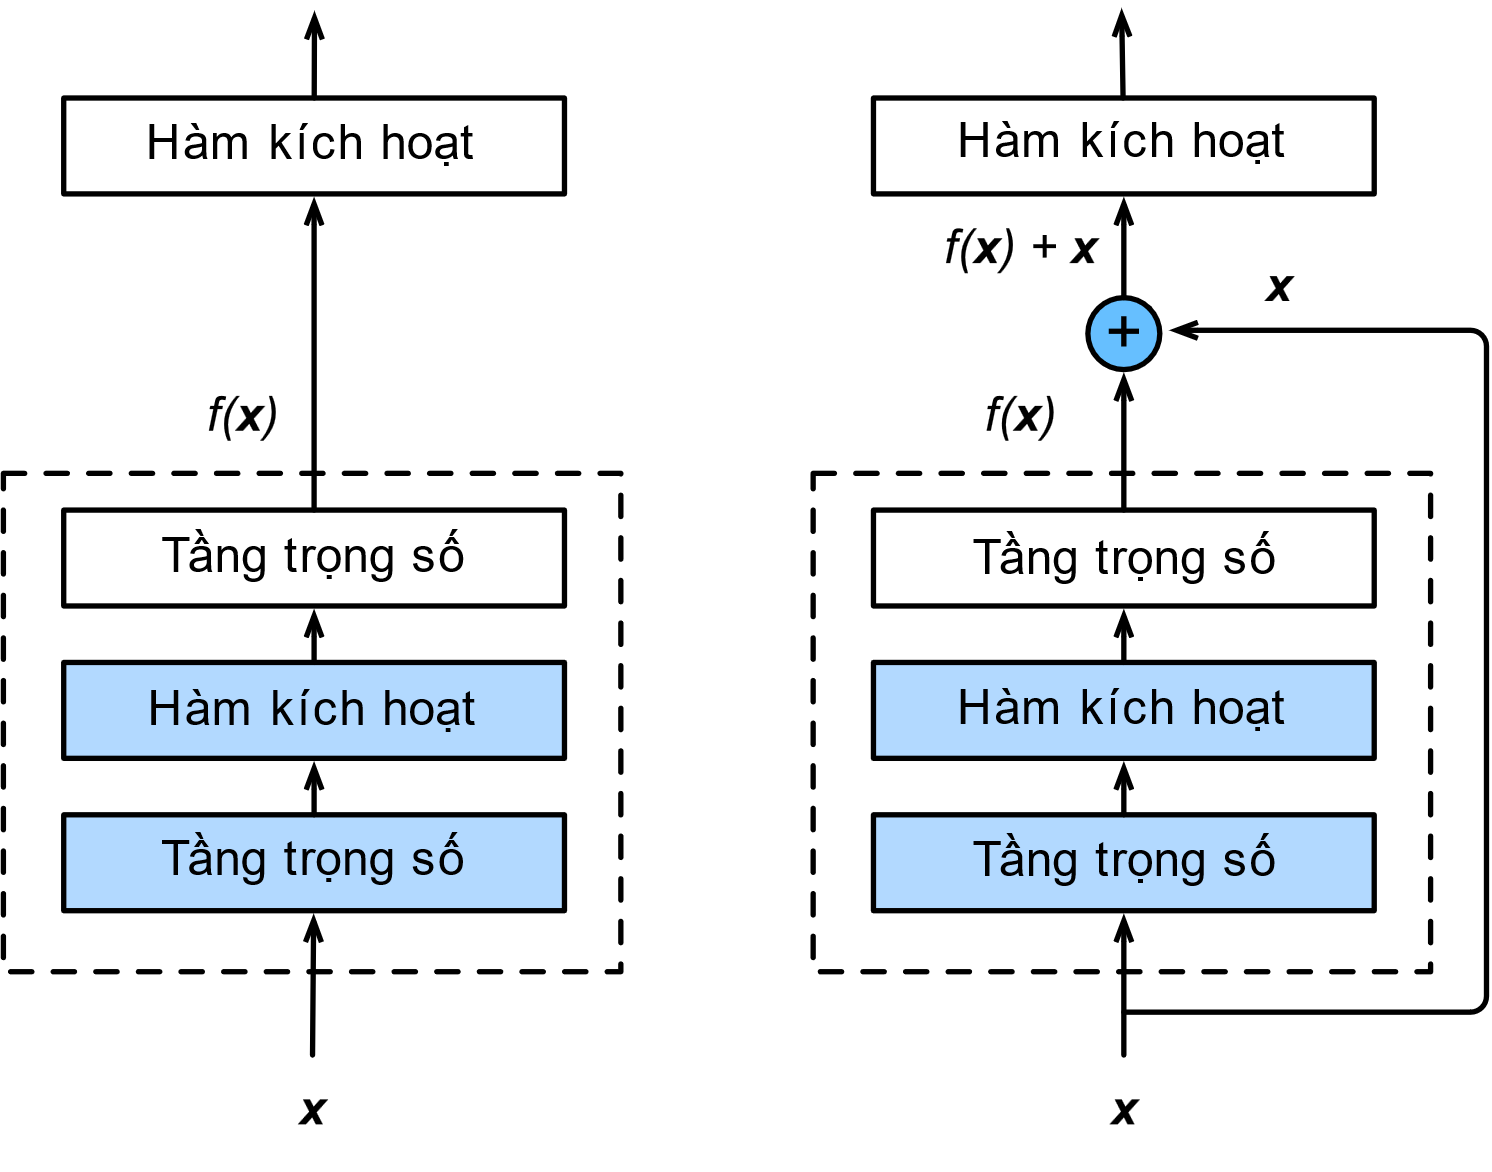 Hàm kích hoạt
f(x)
Tầng trọng số
Hàm kích hoạt
Tầng trọng số
x
Hàm kích hoạt
f(x) + x
x
+
f(x)
Tầng trọng số
Hàm kích hoạt
Tầng trọng số
x